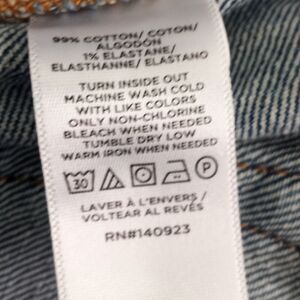 99% COTTON/ COTON/
ALGODÓN
1% ELASTANE/
ELASTHANNE/ ELASTANO
TURN INSIDE OUT
MACHINE WASH COLD
WITH LIKE COLORS
ONLY NON-CHLORINE
BLEACH WHEN NEEDED
TUMBLE DRY LOW
WARM IRON WHEN NEEDED
30 P
LAVER À L'ENVERS /
VOLTEAR AL REVÉS
RN#140923